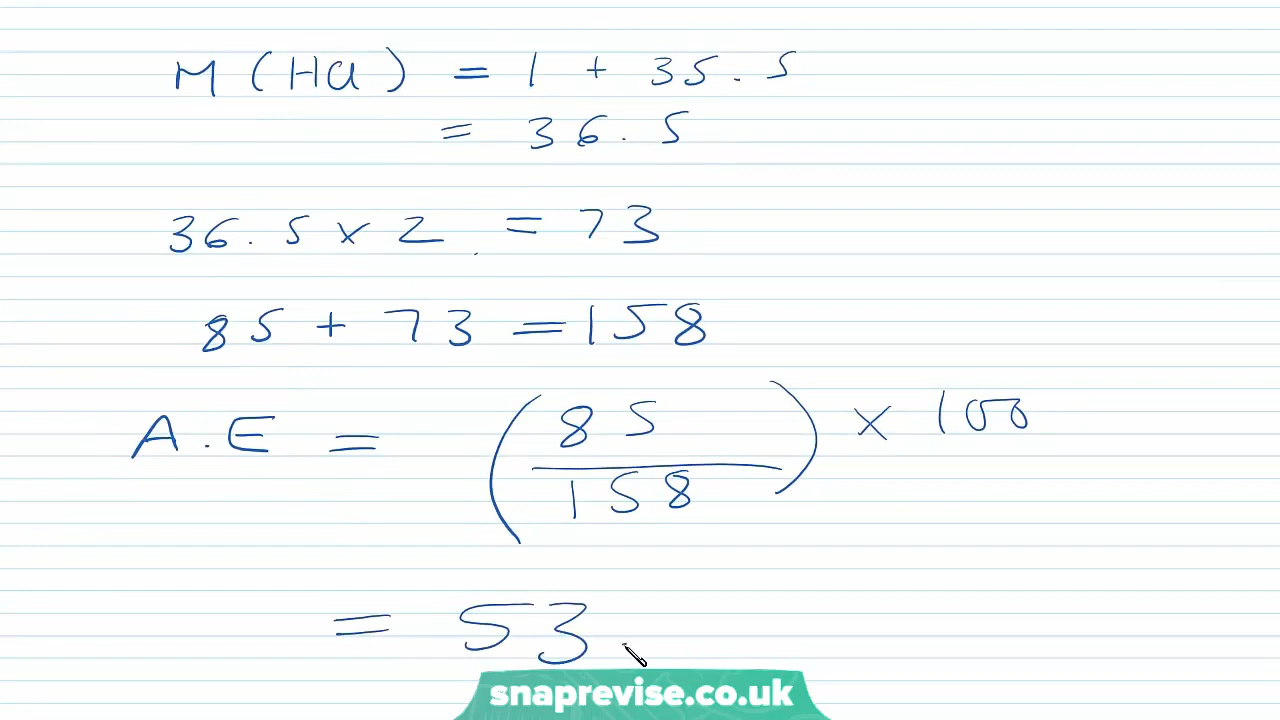 M (HCl) = 1 + 35.5
= 36.5
36.5 x 2 = 73
85 + 73 = 158
A.E = (85/158) x 100
= 53
snaprevise.co.uk